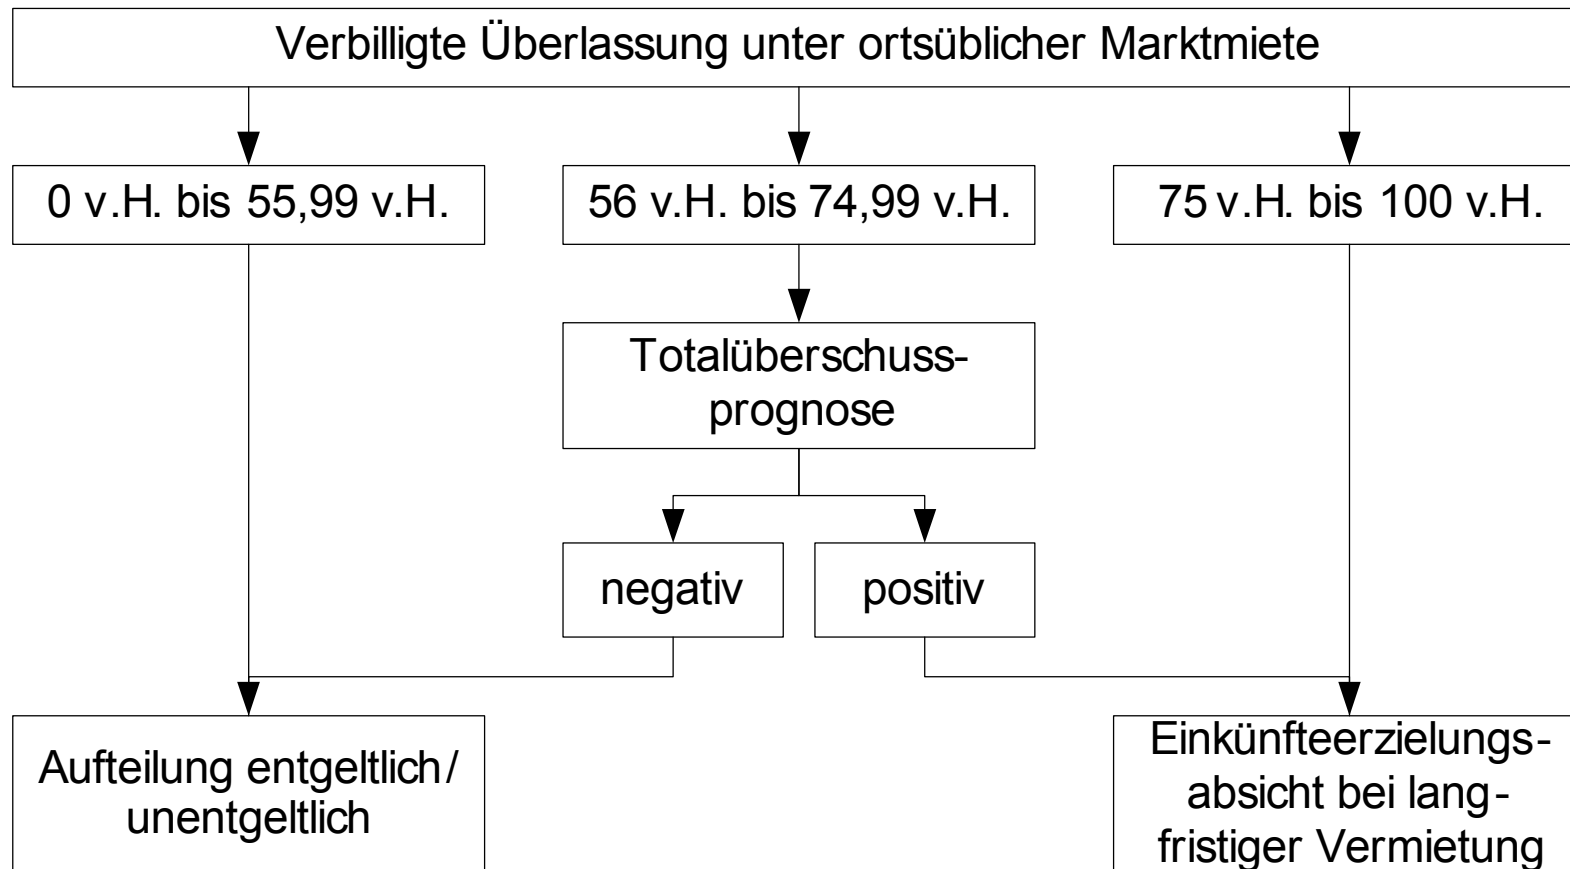 Verbilligte Überlassung unter ortsüblicher Marktmiete
0 v.H. bis 55,99 v.H.
56 v.H. bis 74,99 v.H.
75 v.H. bis 100 v.H.
Totalüberschuss-
prognose
negativ
positiv
Aufteilung entgeltlich/
unentgeltlich
Einkünfteerzielungs-
absicht bei lang-
fristiger Vermietung